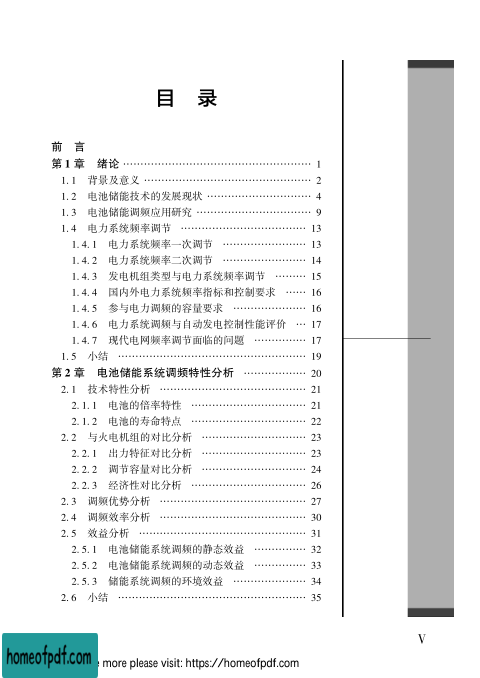 目 录
前 言
第 1 章 绪论 …………………………………………… 1
1. 1 背景及意义 ……………………………………… 2
1. 2 电池储能技术的发展现状 ……………………… 4
1. 3 电池储能调频应用研究 ………………………… 9
1. 4 电力系统频率调节 ……………………………… 13
1. 4. 1 电力系统频率一次调节 …………………… 13
1. 4. 2 电力系统频率二次调节 …………………… 14
1. 4. 3 发电机组类型与电力系统频率调节 ……… 15
1. 4. 4 国内外电力系统频率指标和控制要求 …… 16
1. 4. 5 参与电力调频的容量要求 ………………… 16
1. 4. 6 电力系统调频与自动发电控制性能评价 … 17
1. 4. 7 现代电网频率调节面临的问题 …………… 17
1. 5 小结 ……………………………………………… 19
第 2 章 电池储能系统调频特性分析 ……………… 20
2. 1 技术特性分析 …………………………………… 21
2. 1. 1 电池的倍率特性 …………………………… 21
2. 1. 2 电池的寿命特点 …………………………… 22
2. 2 与火电机组的对比分析 ………………………… 23
2. 2. 1 出力特征对比分析 ………………………… 23
2. 2. 2 调节容量对比分析 ………………………… 24
2. 2. 3 经济性对比分析 …………………………… 26
2. 3 调频优势分析 …………………………………… 27
2. 4 调频效率分析 …………………………………… 30
2. 5 效益分析 ………………………………………… 31
2. 5. 1 电池储能系统调频的静态效益 …………… 32
2. 5. 2 电池储能系统调频的动态效益 …………… 33
2. 5. 3 储能系统调频的环境效益 ………………… 34
2. 6 小结 ……………………………………………… 35
V
homeofpdf.com
more please visit: https://homeofpdf.com